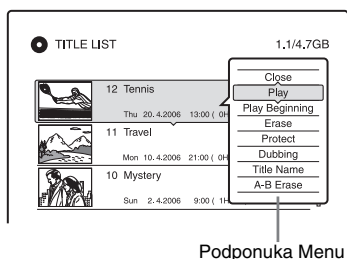 TITLE LIST 1.1/4.7GB
12 Tennis
Thu 20.4.2006 13:00 ( 0H
11 Travel
Mon 10.4.2006 21:00 ( 0H
10 Mystery
Sun 2.4.2006 9:00 ( 1H
Close
Play
Play Beginning
Erase
Protect
Dubbing
Title Name
A-B Erase
Podponuka Menu